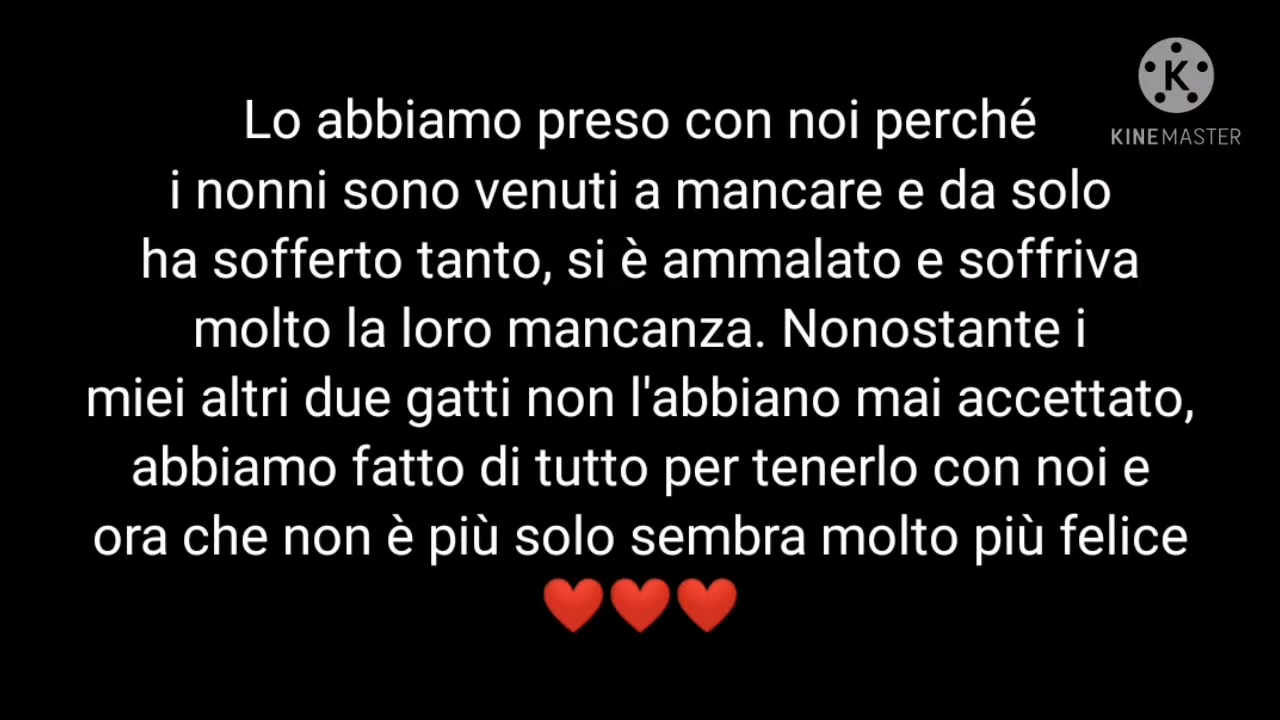 K
KINEMASTER
Lo abbiamo preso con noi perché
i nonni sono venuti a mancare e da solo
ha sofferto tanto, si è ammalato e soffriva
molto la loro mancanza. Nonostante i
miei altri due gatti non l'abbiano mai accettato,
abbiamo fatto di tutto per tenerlo con noi e
ora che non è più solo sembra molto più felice
❤️❤️❤️